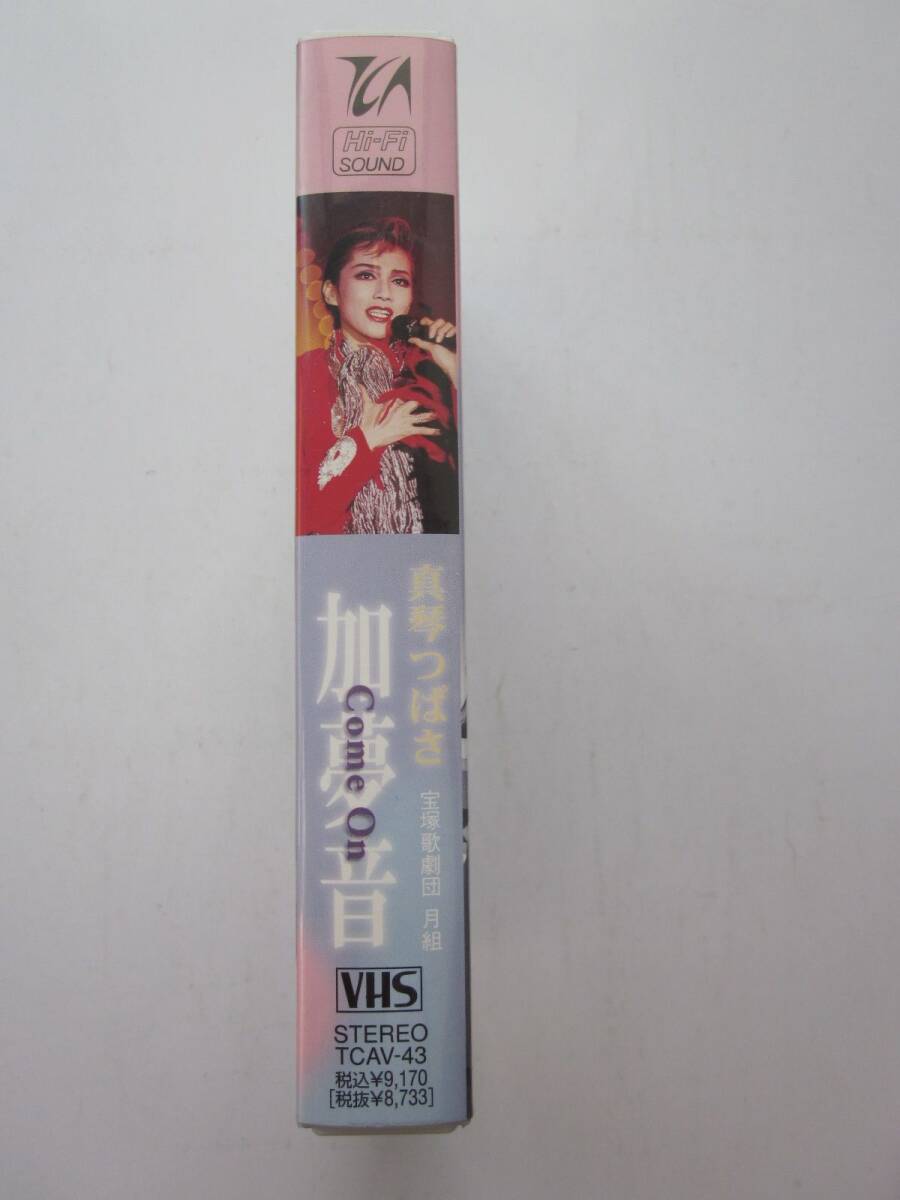 TCA
Hi-Fi
SOUND
真琴つばさ
加夢音
Come On
宝塚歌劇団 月組
VHS
STEREO
TCAV-43
税込¥9,170
[税抜¥8,733]